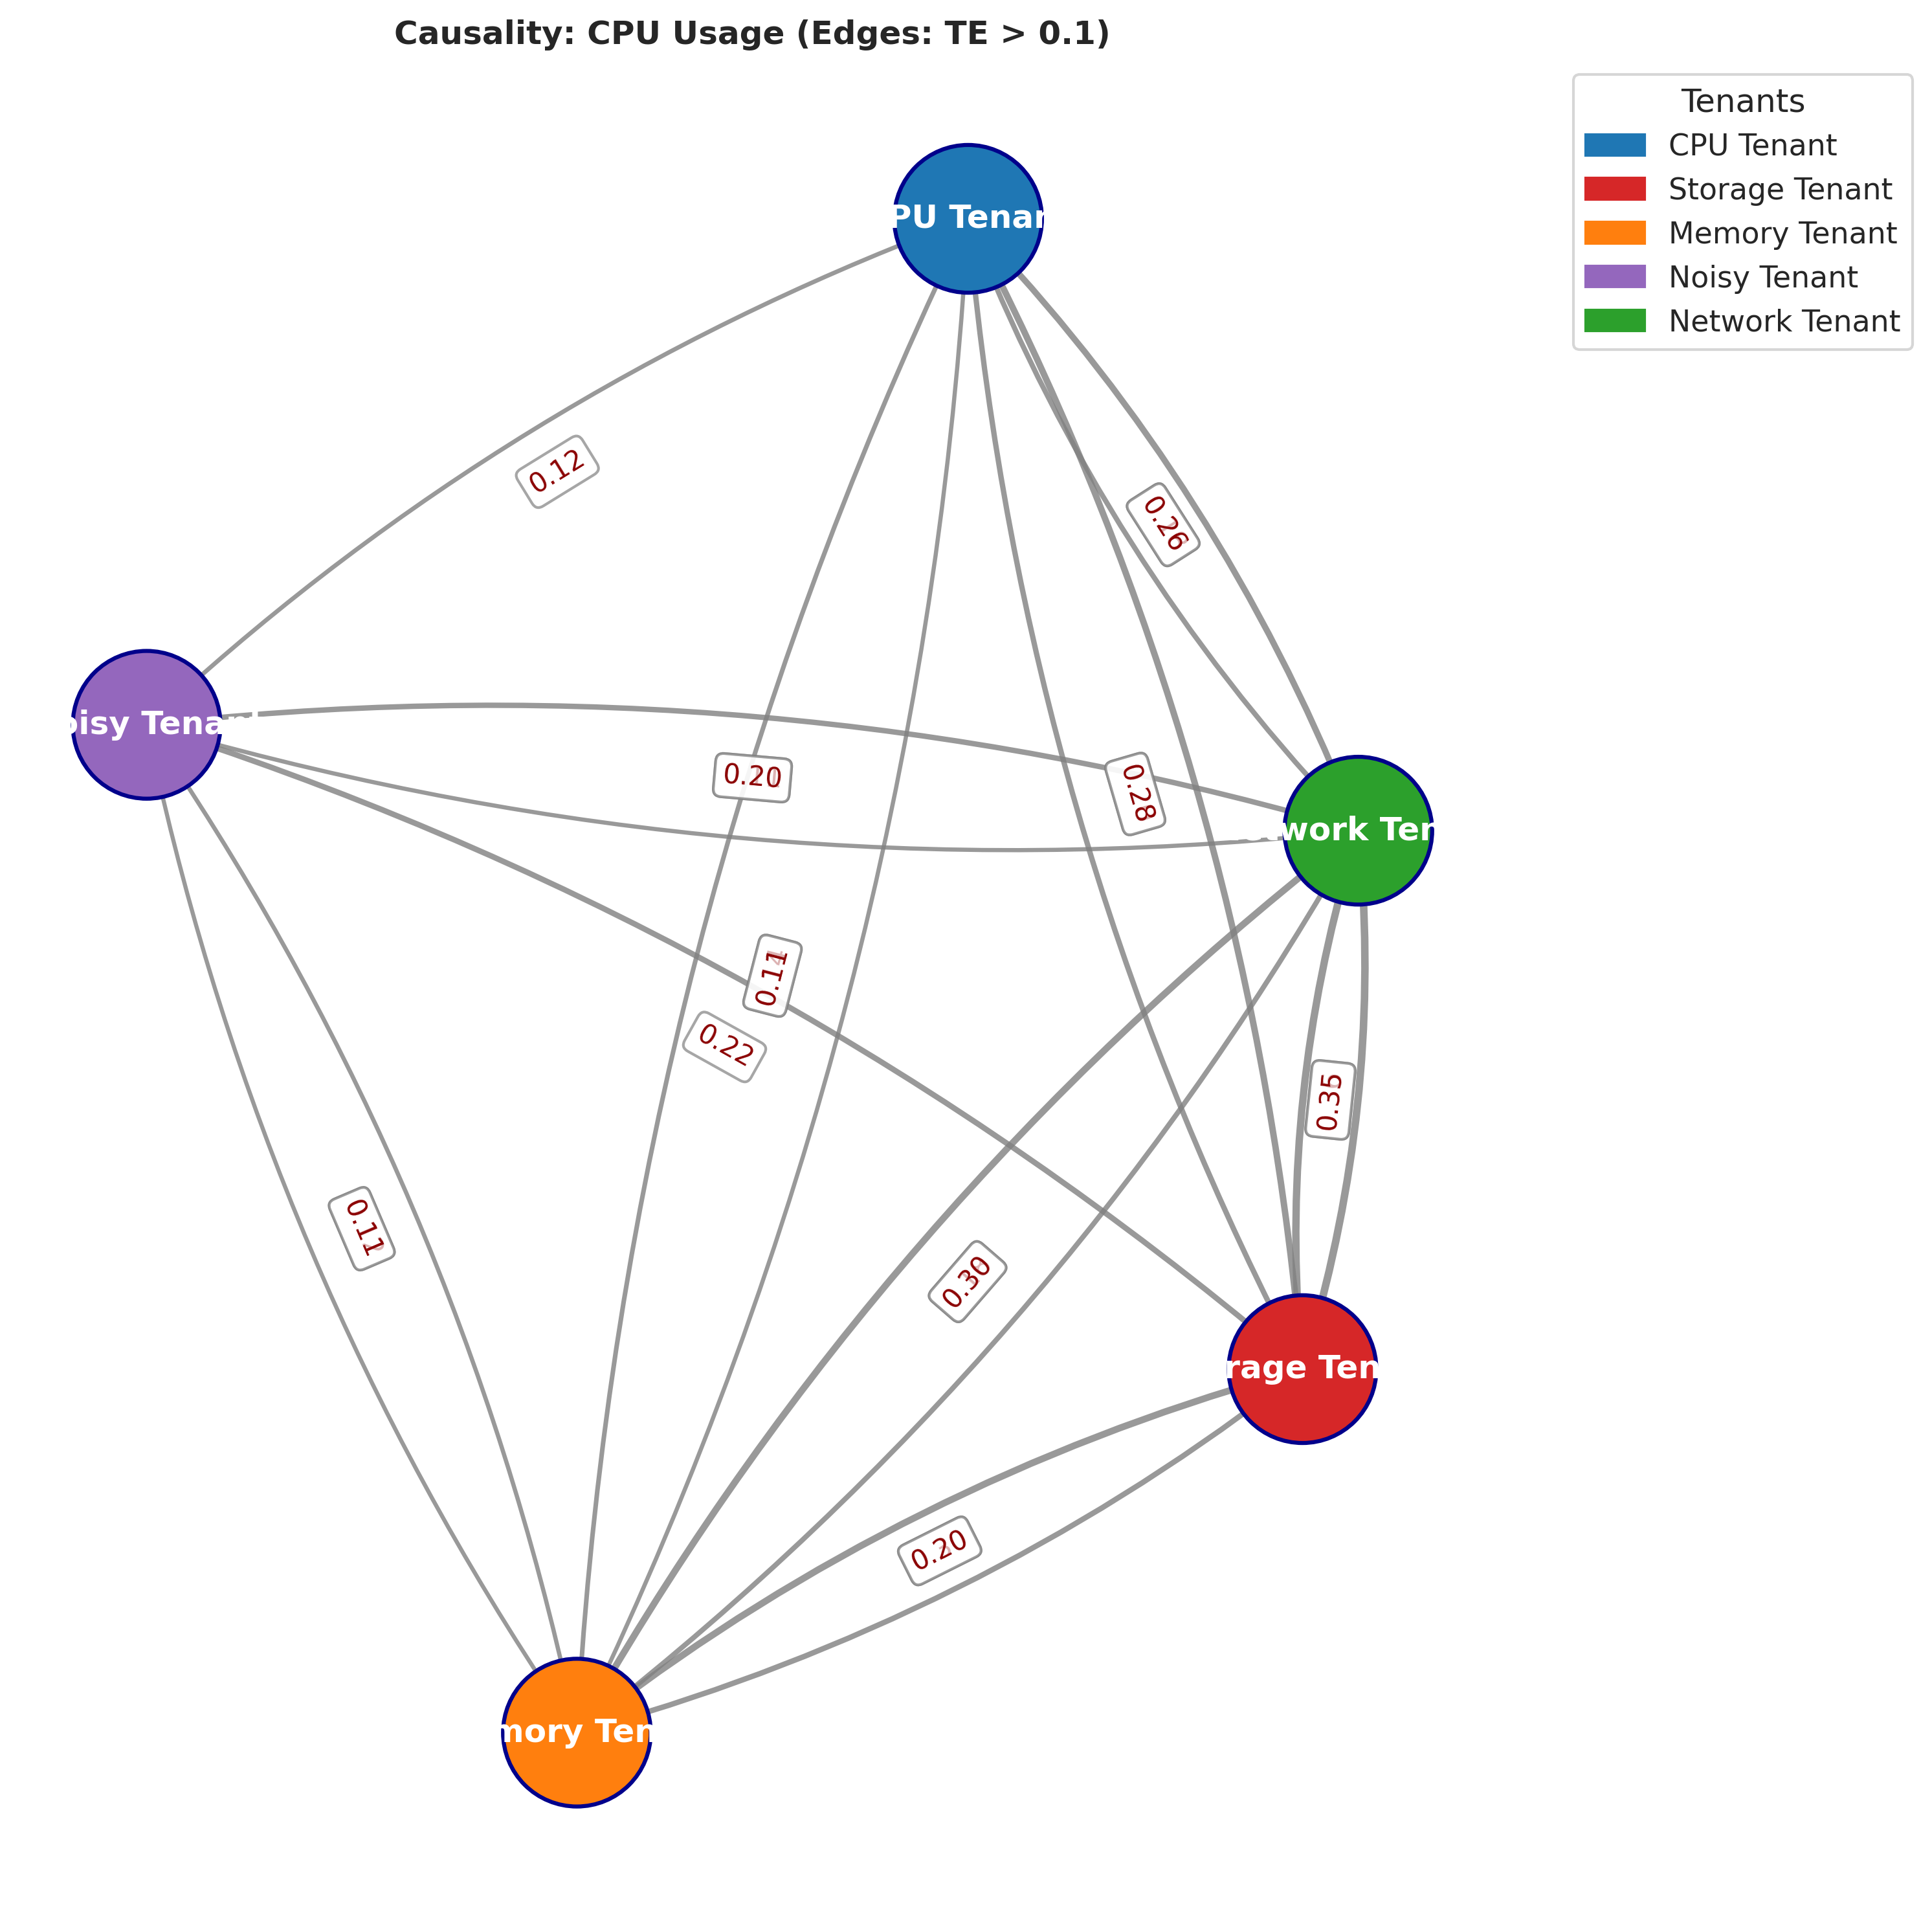 Causality: CPU Usage (Edges: TE > 0.1)
Tenants
CPU Tenant
Storage Tenant
Memory Tenant
Noisy Tenant
Network Tenant
PU Tenan
0.12
0.26
oisy Tenan
0.20
0.28
work Ten
0.11
0.22
0.35
0.11
0.30
rage Ten
0.20
mory Ten